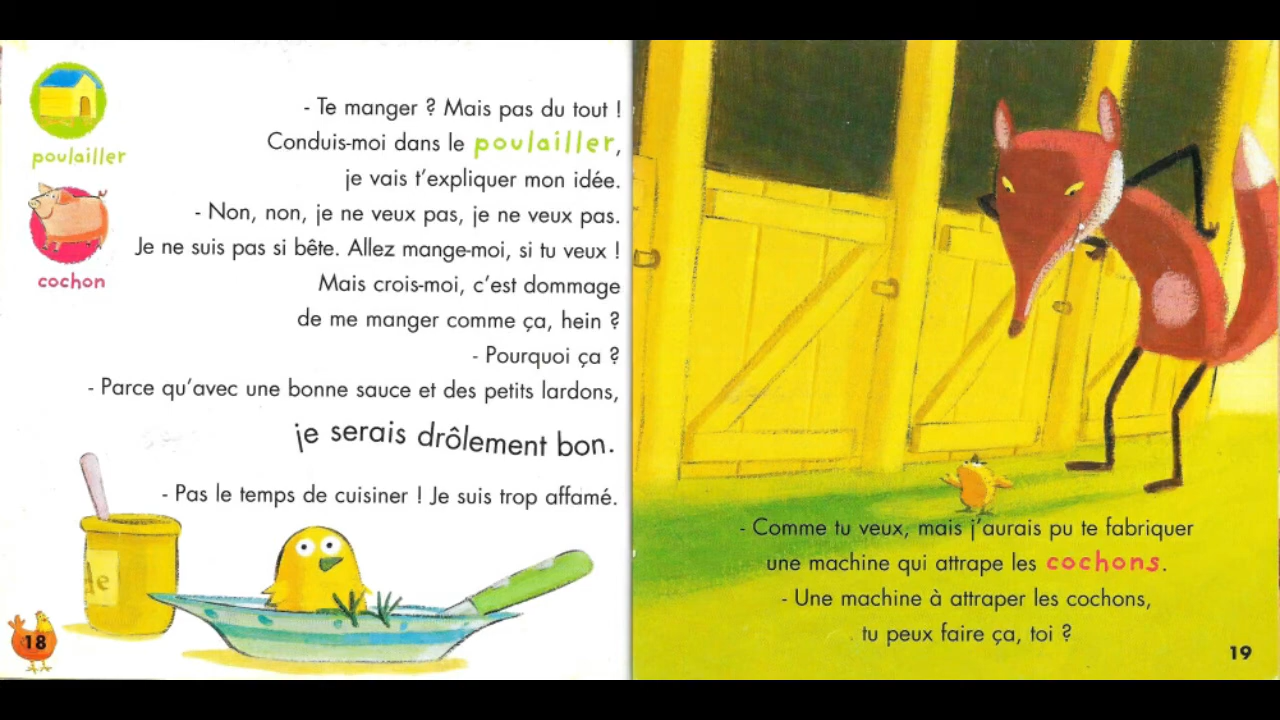 poulailler
cochon
- Te manger ? Mais pas du tout !
Conduis-moi dans le poulailler,
je vais t'expliquer mon idée.
- Non, non, je ne veux pas, je ne veux pas.
Je ne suis pas si bête. Allez mange-moi, si tu veux !
Mais crois-moi, c'est dommage
de me manger comme ça, hein ?
- Pourquoi ça ?
- Parce qu'avec une bonne sauce et des petits lardons,
je serais drôlement bon.
- Pas le temps de cuisiner ! Je suis trop affamé.
de
18
- Comme tu veux, mais j'aurais pu te fabriquer
une machine qui attrape les cochons.
- Une machine à attraper les cochons,
tu peux faire ça, toi ?
19